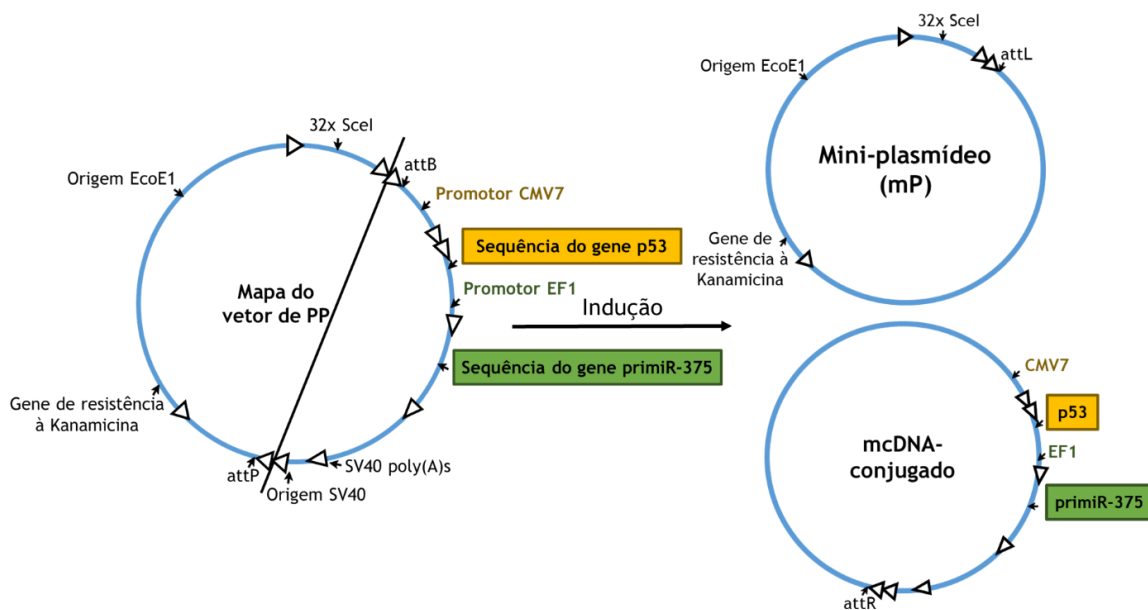 32x SceI
attB
Origem EcoE1
Promotor CMV7
Sequência do gene p53
Promotor EF1
Mapa do
vetor de PP
Sequência do gene primiR-375
Gene de resistência
à Kanamicina
attP
SV40 poly(A)s
Origem SV40
Indução
32x SceI
attL
Origem EcoE1
Mini-plasmídeo
(mP)
Gene de
resistência à
Kanamicina
CMV7
p53
EF1
mcDNA-
conjugado
primiR-375
attR